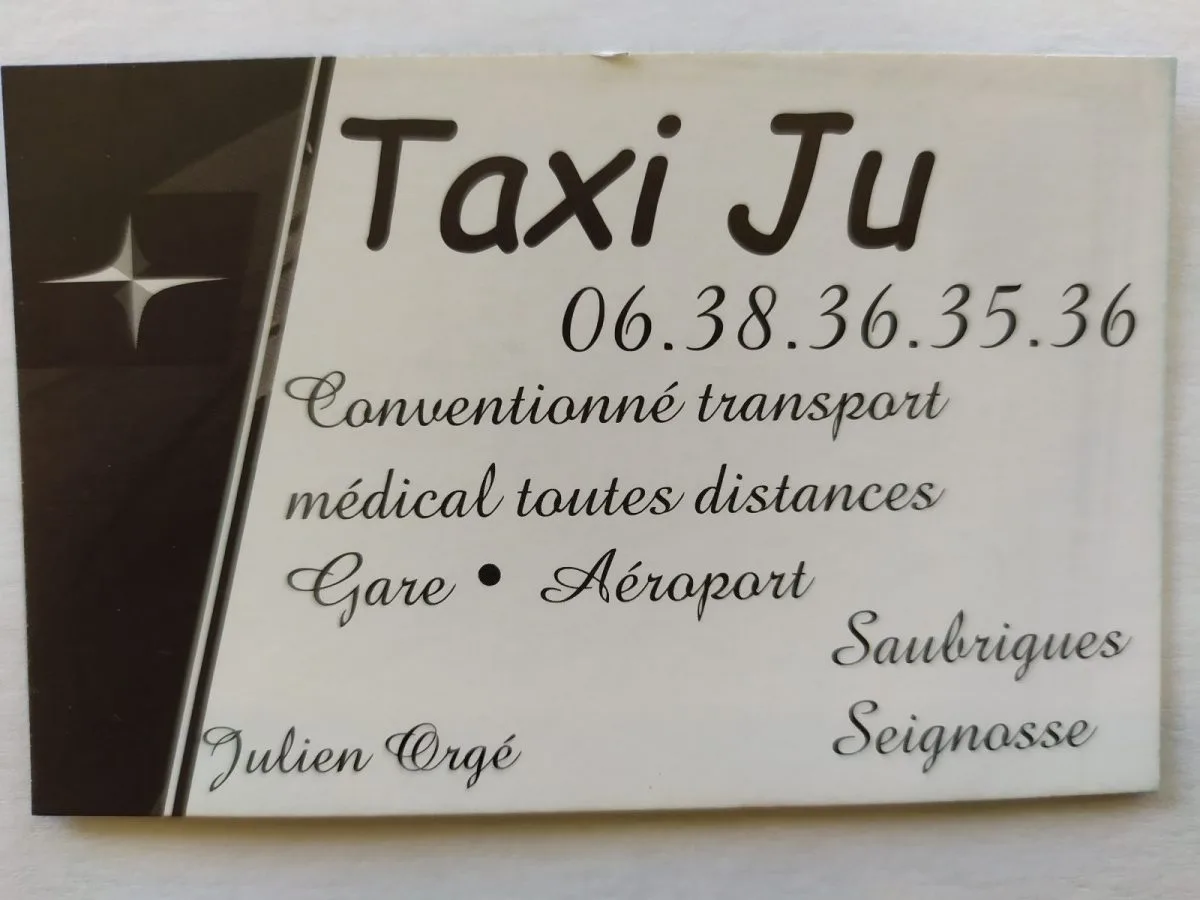 Taxi Ju
06.38.36.35.36
Conventionné transport
médical toutes distances
Gare • Aéroport
Saubrigues
Seignosse
Julien Orgé